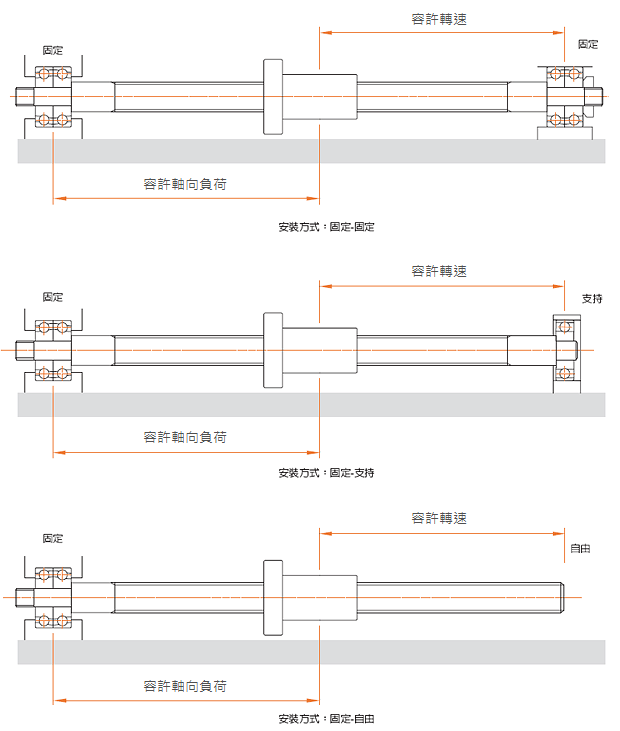 容許轉速
固定
固定
容許軸向負荷
安裝方式：固定-固定
容許轉速
固定
支持
容許軸向負荷
安裝方式：固定-支持
容許轉速
固定
自由
容許軸向負荷
安裝方式：固定-自由